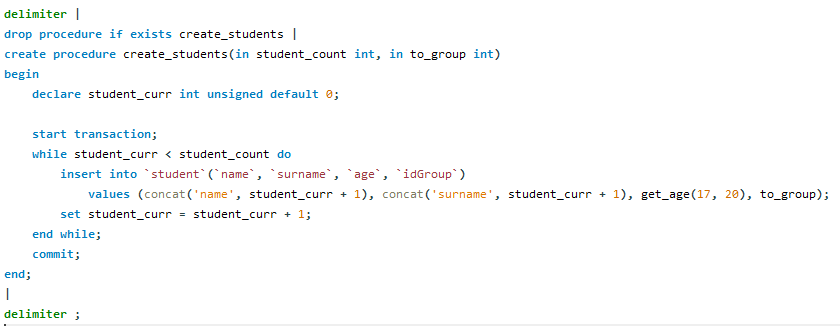 delimiter |
drop procedure if exists create_students |
create procedure create_students(in student_count int, in to_group int)
begin
    declare student_curr int unsigned default 0;

    start transaction;
    while student_curr < student_count do
        insert into `student`(`name`, `surname`, `age`, `idGroup`)
            values (concat('name', student_curr + 1), concat('surname', student_curr + 1), get_age(17, 20), to_group);
        set student_curr = student_curr + 1;
    end while;
    commit;
end;
|
delimiter ;